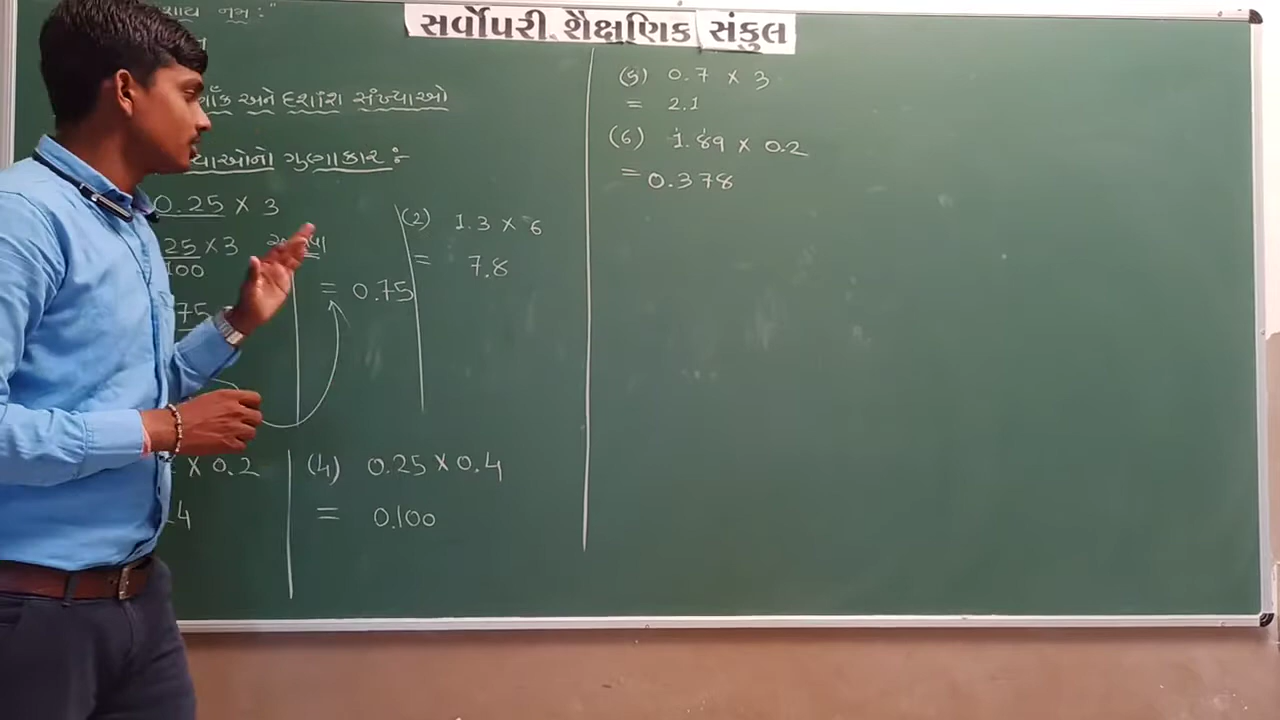 સર્વોપરી શૈક્ષણિક સંકુલ
નમઃ"
અને દશાંશ સંખ્યાઓ
ગુણાકાર :-
0.25 × 3
25 × 3
100
75
= 0.75
(2) 1.3 × 6
= 7.8
× 0.2
(4) 0.25 × 0.4
= 0.100
(5) 0.7 × 3
= 2.1
(6) 1.89 × 0.2
= 0.378